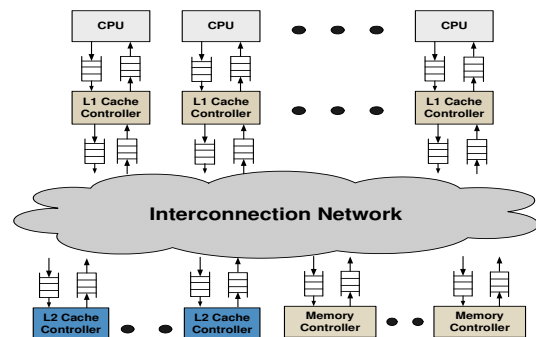 CPU CPU CPU
L1 Cache L1 Cache L1 Cache
Controller Controller Controller
Interconnection Network
L2 Cache L2 Cache Memory Memory
Controller Controller Controller Controller